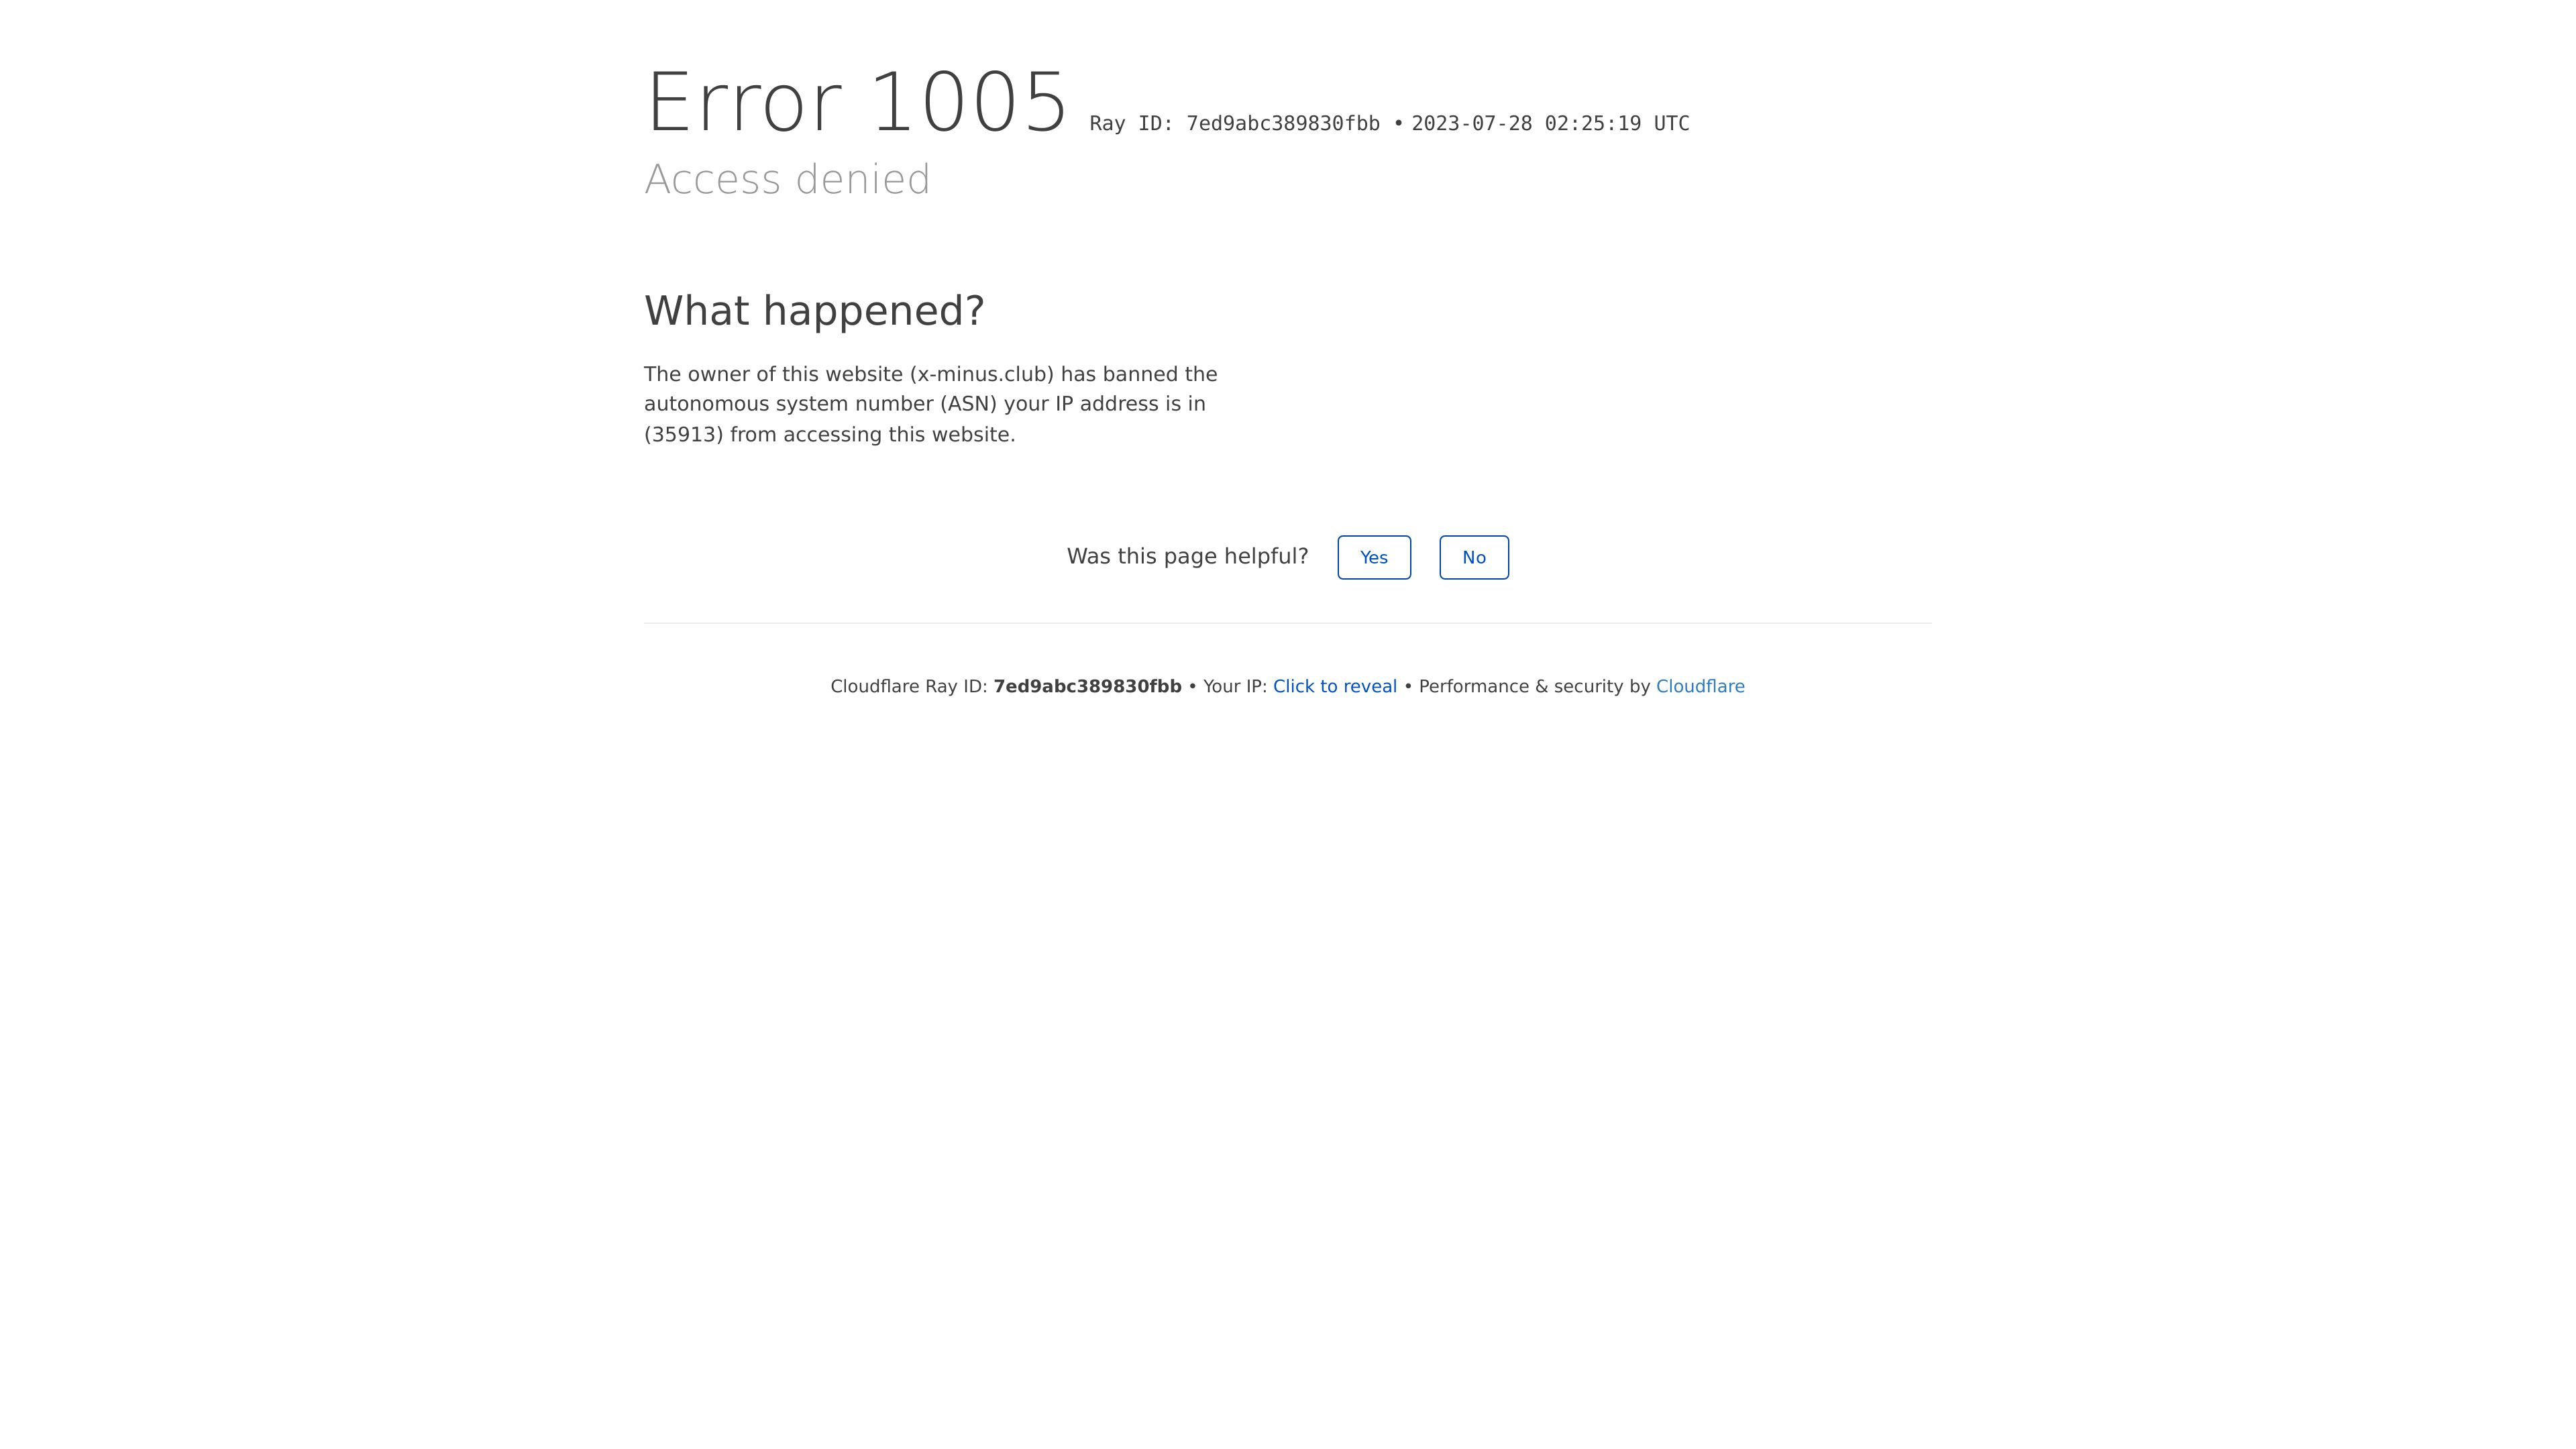 Error 1005 Ray ID: 7ed9abc389830fbb • 2023-07-28 02:25:19 UTC
Access denied
What happened?
The owner of this website (x-minus.club) has banned the
autonomous system number (ASN) your IP address is in
(35913) from accessing this website.
Was this page helpful? Yes No
Cloudflare Ray ID: 7ed9abc389830fbb • Your IP: Click to reveal • Performance & security by Cloudflare